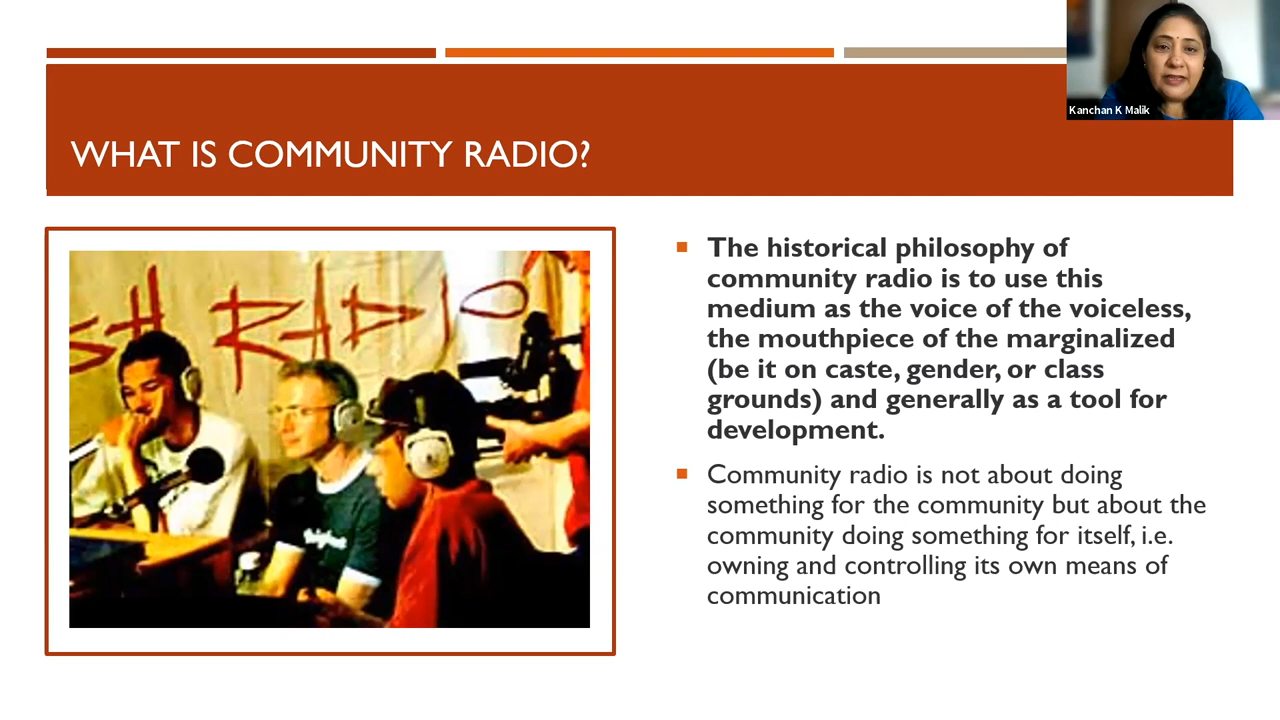 Kanchan K Malik
WHAT IS COMMUNITY RADIO?
SH RADIO
The historical philosophy of
community radio is to use this
medium as the voice of the voiceless,
the mouthpiece of the marginalized
(be it on caste, gender, or class
grounds) and generally as a tool for
development.
Community radio is not about doing
something for the community but about the
community doing something for itself, i.e.
owning and controlling its own means of
communication